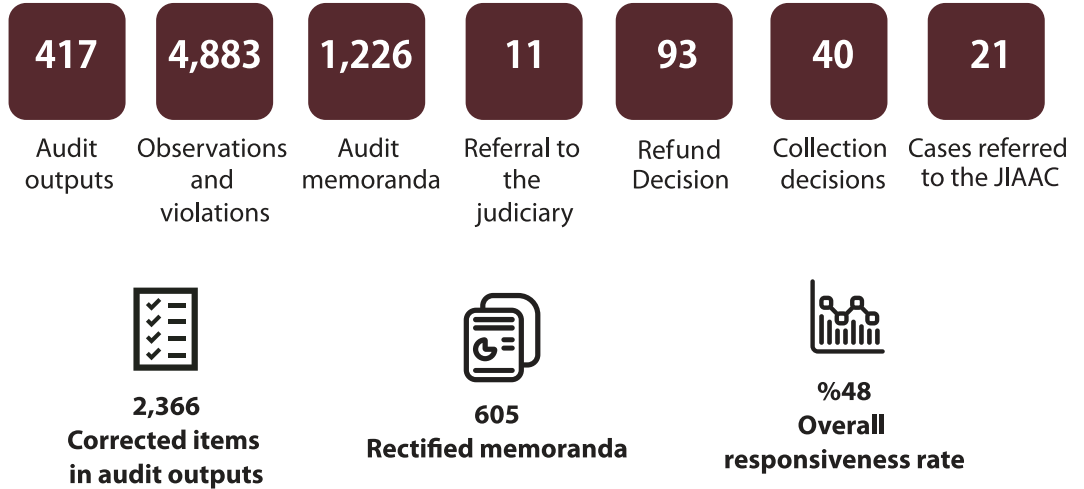 417
Audit
outputs
4,883
Observations
and
violations
1,226
Audit
memoranda
11
Referral to
the
judiciary
93
Refund
Decision
40
Collection
decisions
21
Cases referred
to the JIAAC
2,366
Corrected items
in audit outputs
605
Rectified memoranda
%48
Overall
responsiveness rate